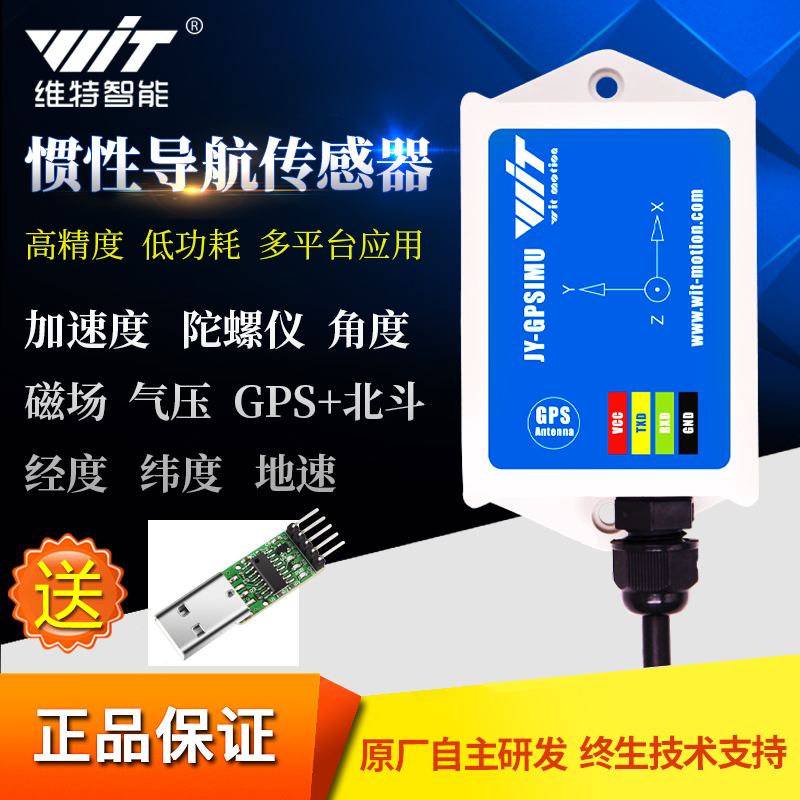 WIT®
维特智能
惯性导航传感器
高精度 低功耗 多平台应用
加速度 陀螺仪 角度
磁场 气压 GPS+北斗
经度 纬度 地速
WIT
wit motion
JY-GPSIMU
X
Y
Z
www.wit-motion.com
GPS
Antenna
VCC
TXD
RXD
GND
送
正品保证
原厂自主研发 终生技术支持